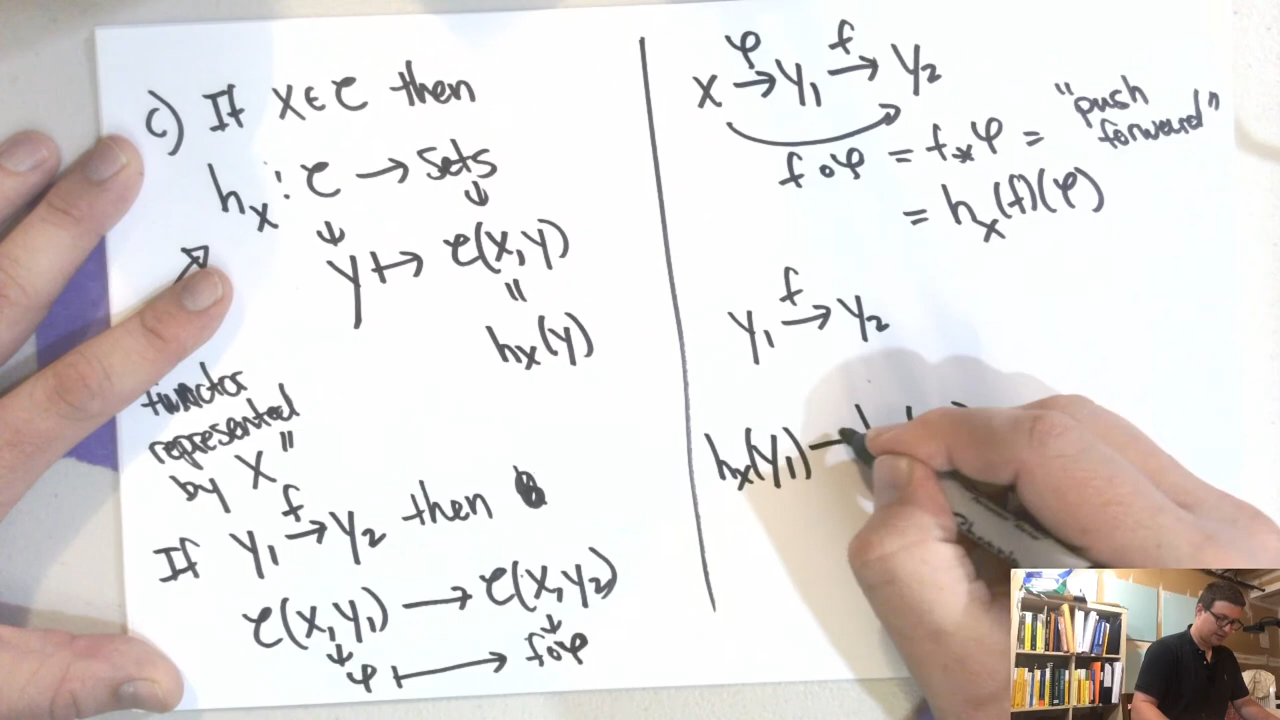 c) If X ∈ 𝒞 then
h_X : 𝒞 → Sets
Y ↦ 𝒞(X,Y)
=
h_X(Y)
functor
represented
by X"
If Y₁ →^f Y₂ then
𝒞(X,Y₁) → 𝒞(X,Y₂)
φ ↦ f∘φ
X →^φ Y₁ →^f Y₂
f∘φ = f_*φ = "push
forward"
= h_X(f)(φ)
Y₁ →^f Y₂
h_X(Y₁) →